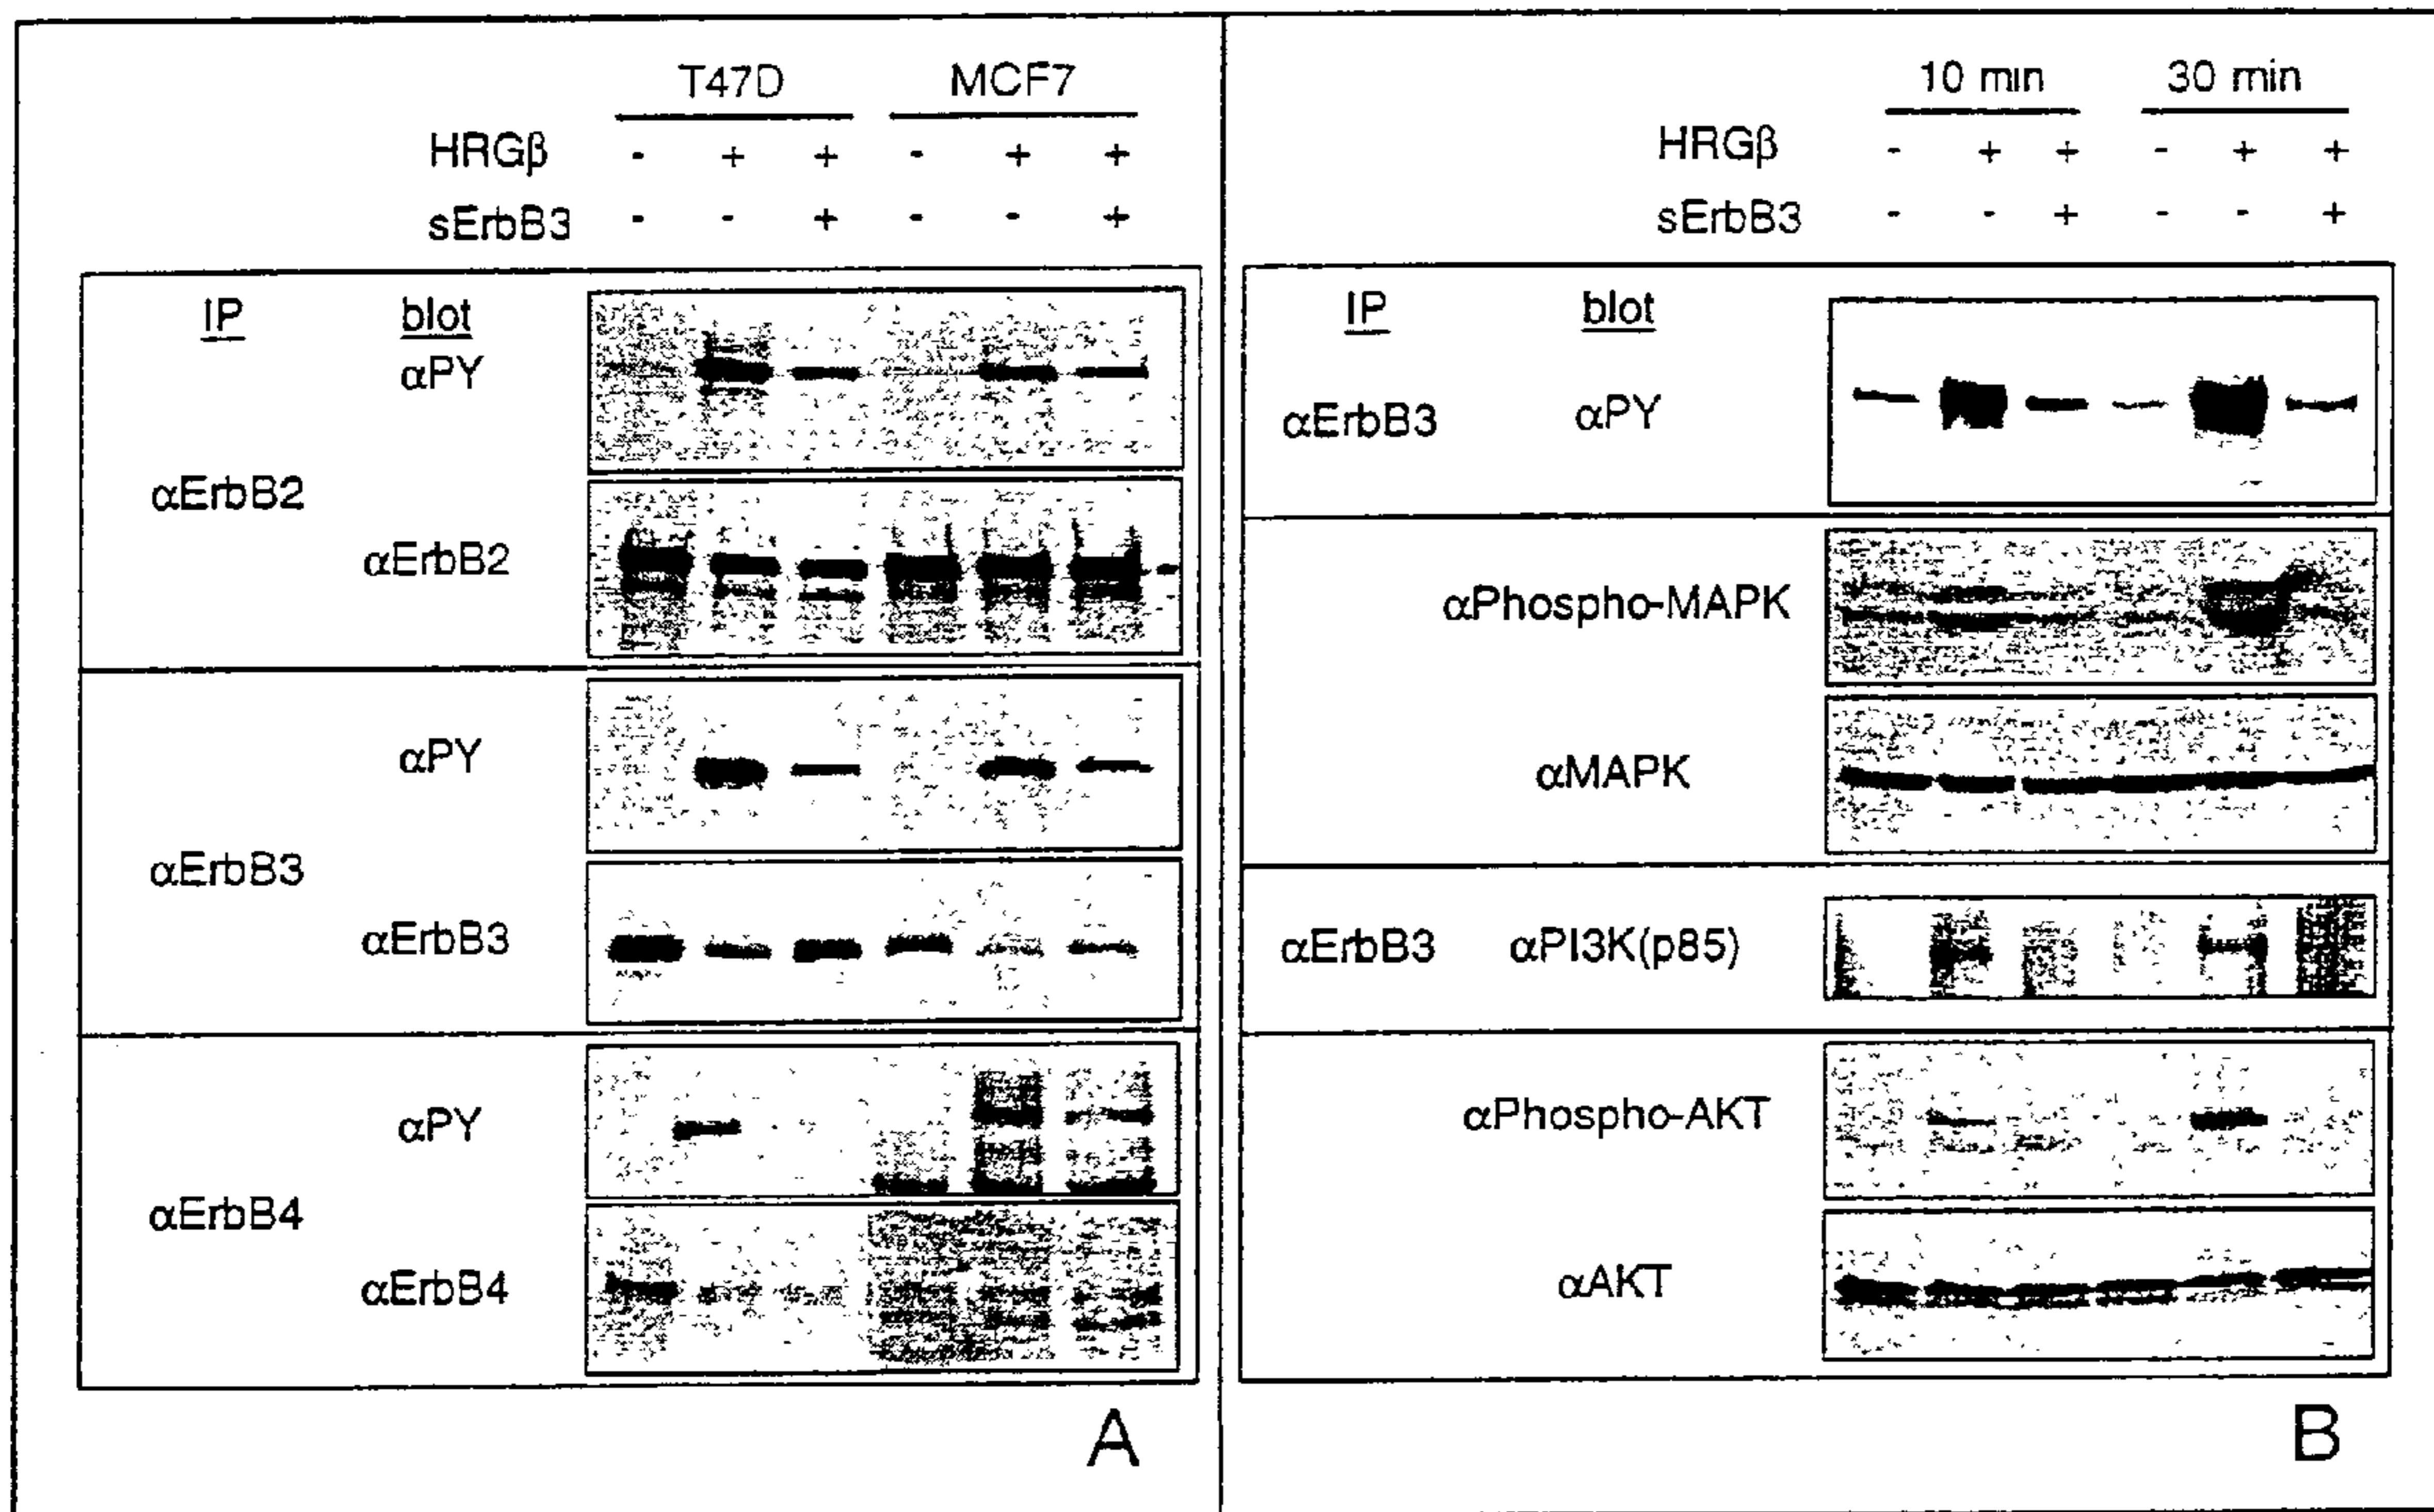 T47D MCF7
HRGβ - + + - + +
sErbB3 - - + - - +
IP blot
αPY
αErbB2
αErbB2
αPY
αErbB3
αErbB3
αPY
αErbB4
αErbB4
A
10 min 30 min
HRGβ - + + - + +
sErbB3 - - + - - +
IP blot
αErbB3 αPY
αPhospho-MAPK
αMAPK
αErbB3 αPI3K(p85)
αPhospho-AKT
αAKT
B